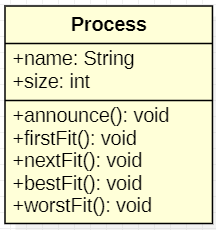 Process
+name: String
+size: int
+announce(): void
+firstFit(): void
+nextFit(): void
+bestFit(): void
+worstFit(): void